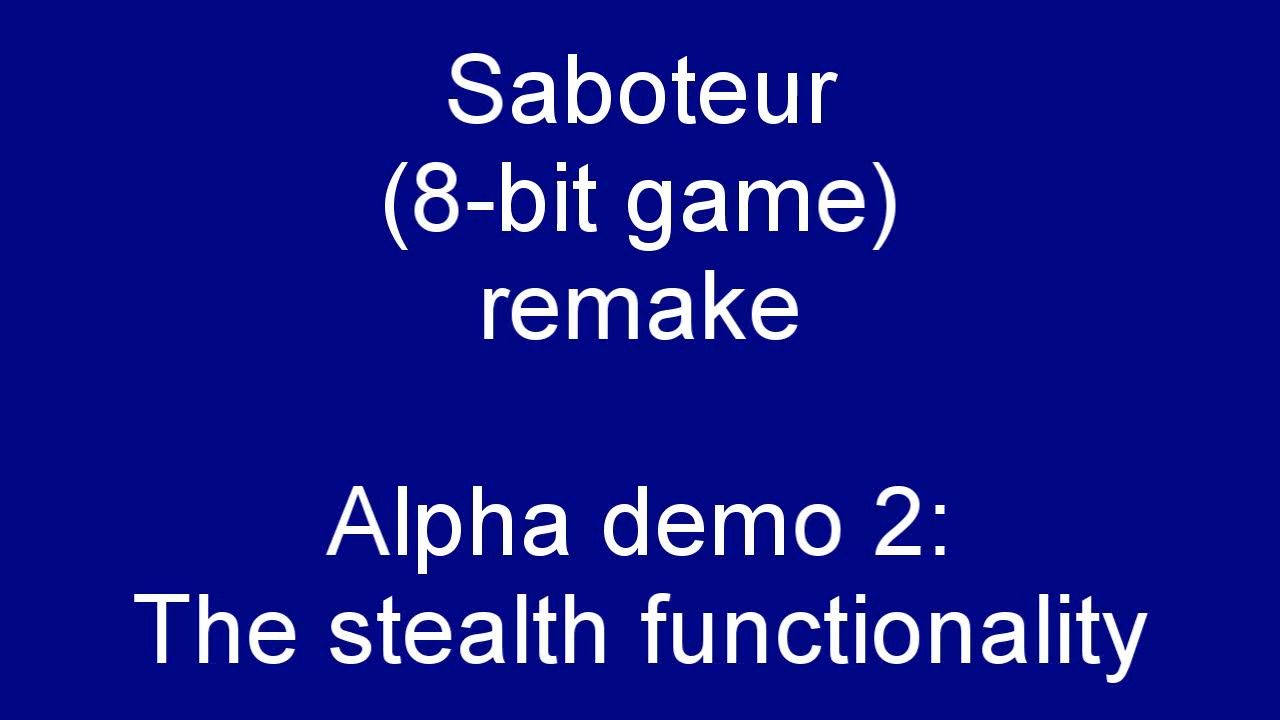 Saboteur
(8-bit game)
remake
Alpha demo 2:
The stealth functionality